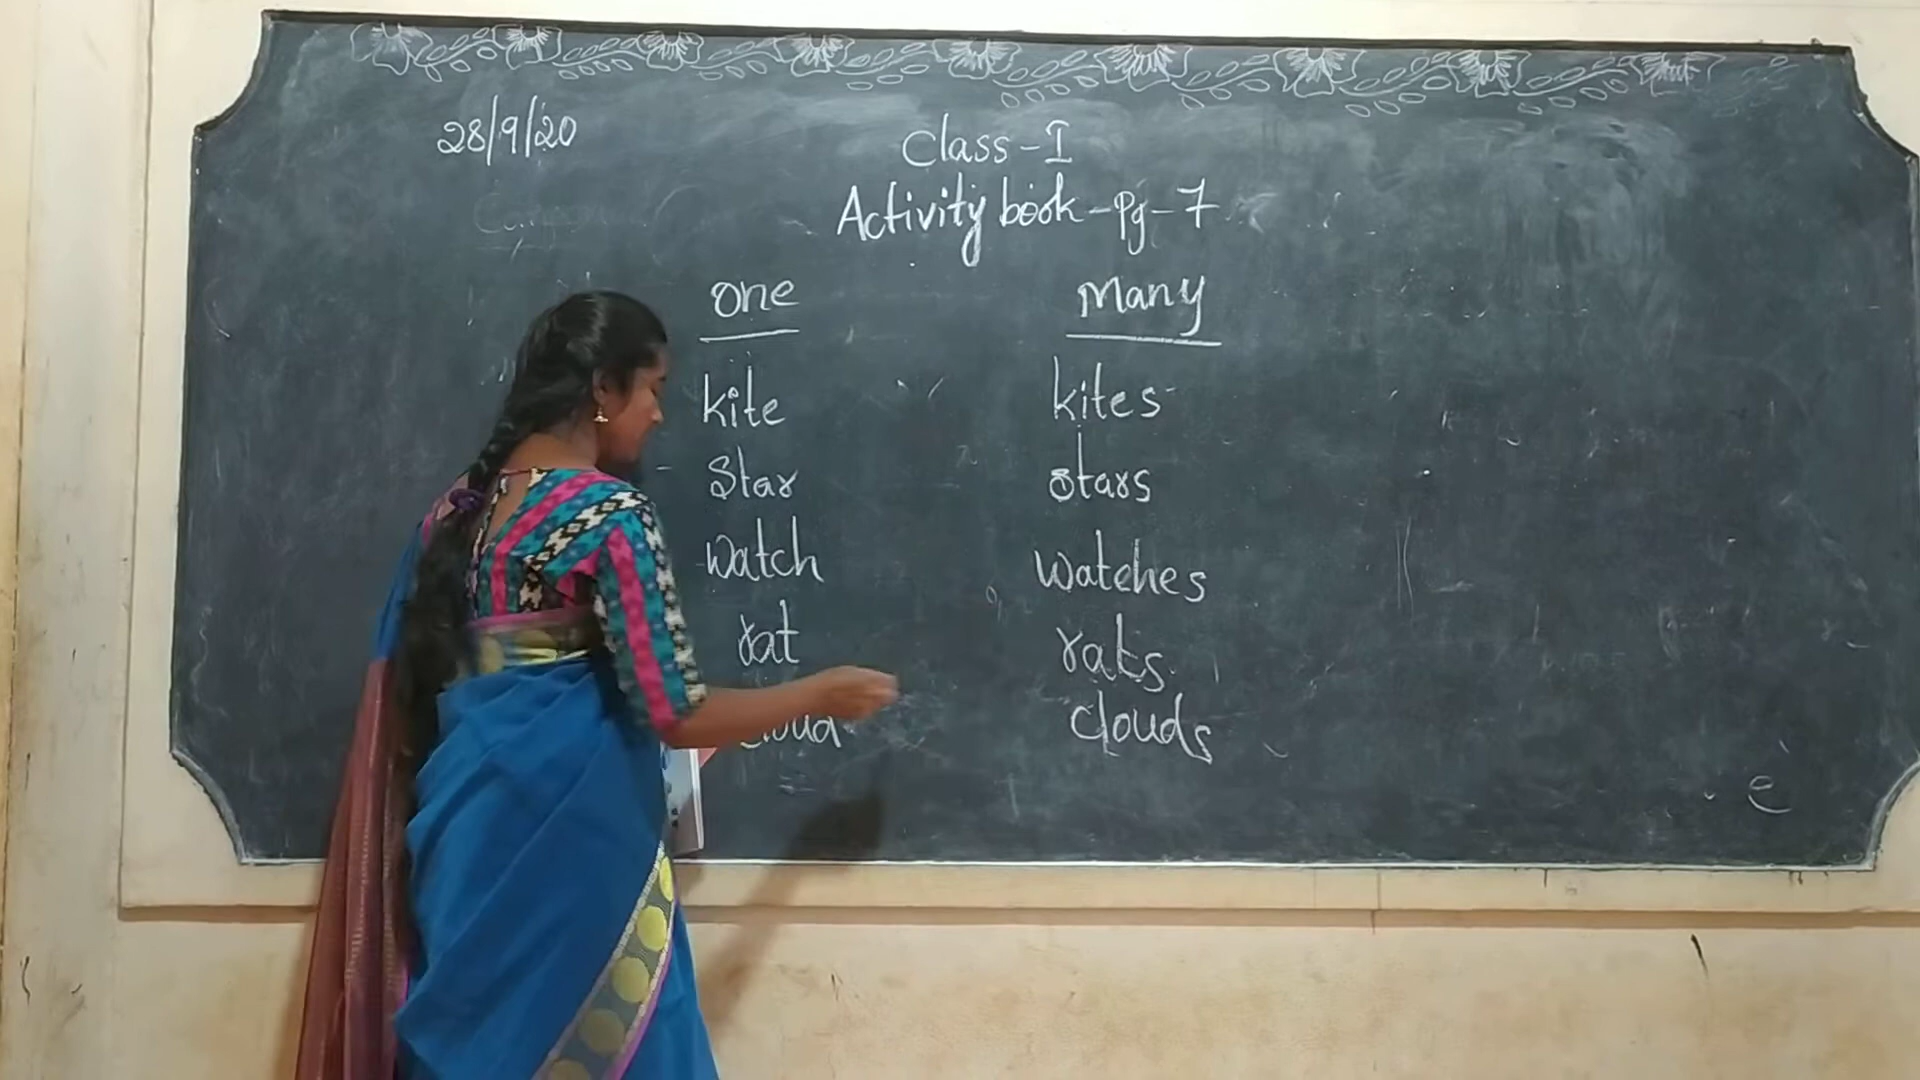 28/9/20
Class - I
Activity book - Pg - 7
one Many
kite kites
Star stars
watch watches
rat rats
cloud clouds
e